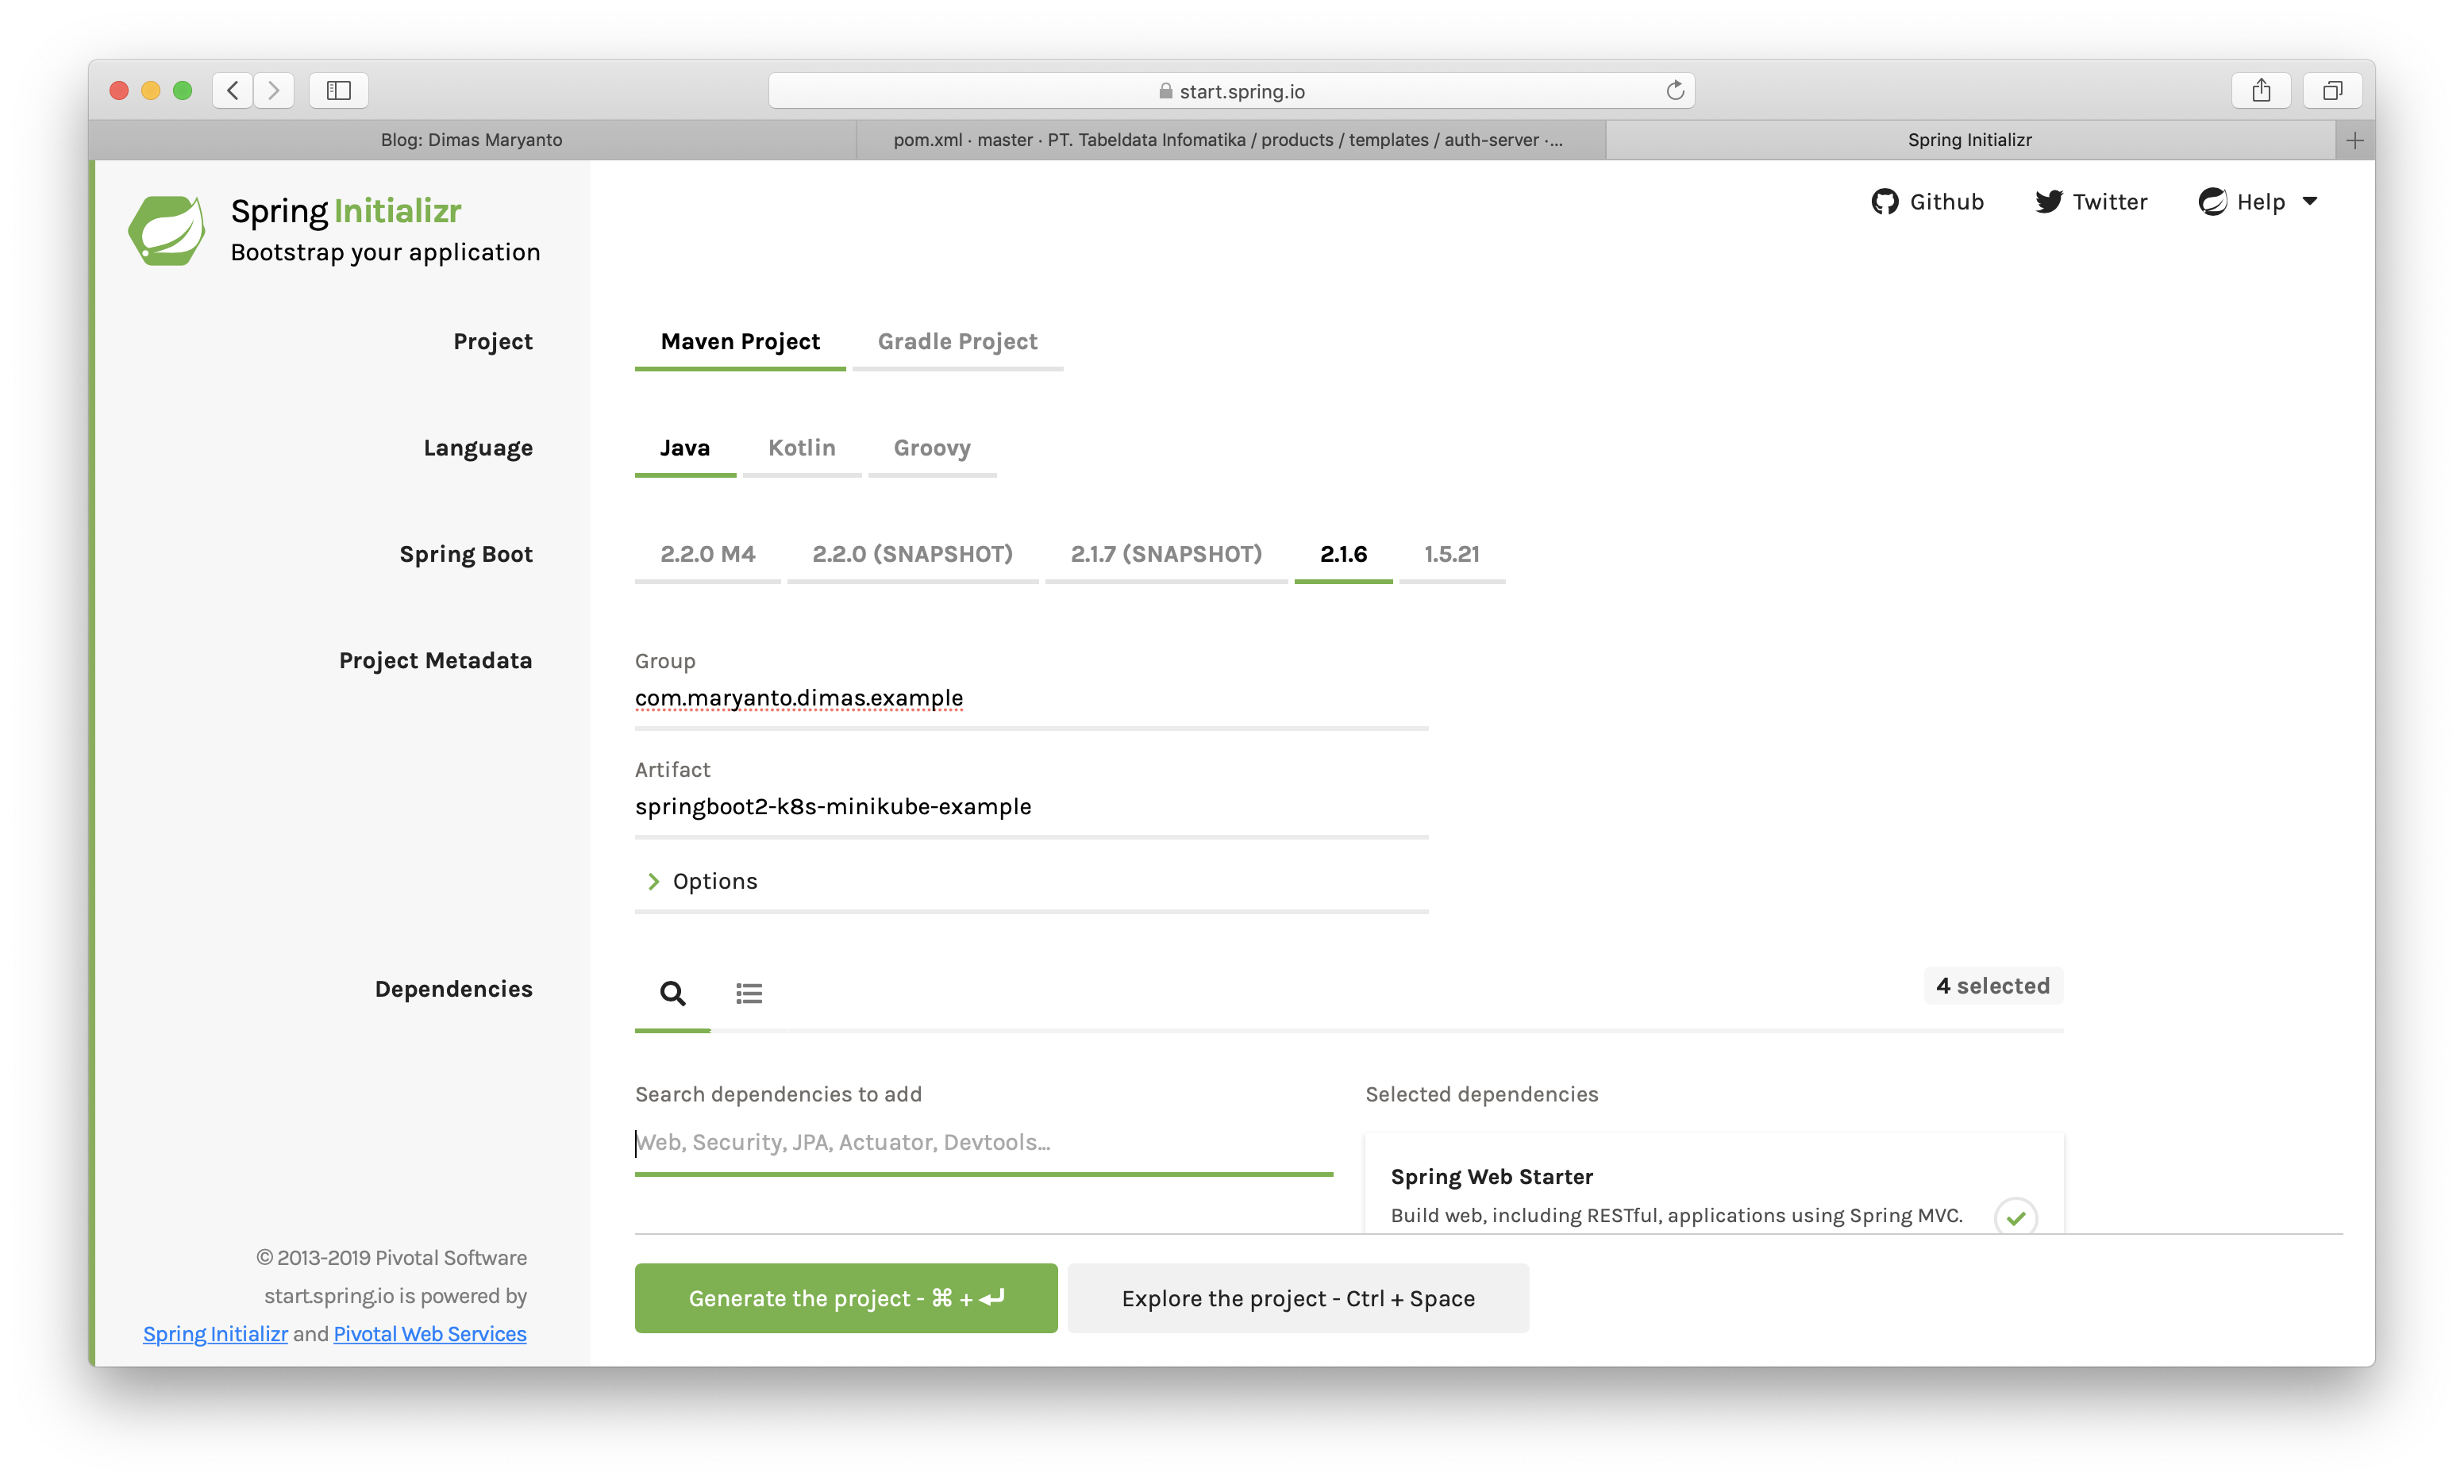 start.spring.io
Blog: Dimas Maryanto
pom.xml · master · PT. Tabeldata Infomatika / products / templates / auth-server ·...
Spring Initializr
Spring Initializr
Bootstrap your application
Github
Twitter
Help
Project
Maven Project
Gradle Project
Language
Java
Kotlin
Groovy
Spring Boot
2.2.0 M4
2.2.0 (SNAPSHOT)
2.1.7 (SNAPSHOT)
2.1.6
1.5.21
Project Metadata
Group
com.maryanto.dimas.example
Artifact
springboot2-k8s-minikube-example
Options
Dependencies
4 selected
Search dependencies to add
Web, Security, JPA, Actuator, Devtools...
Selected dependencies
Spring Web Starter
Build web, including RESTful, applications using Spring MVC.
© 2013-2019 Pivotal Software
start.spring.io is powered by
Spring Initializr and Pivotal Web Services
Generate the project - ⌘ + ⏎
Explore the project - Ctrl + Space